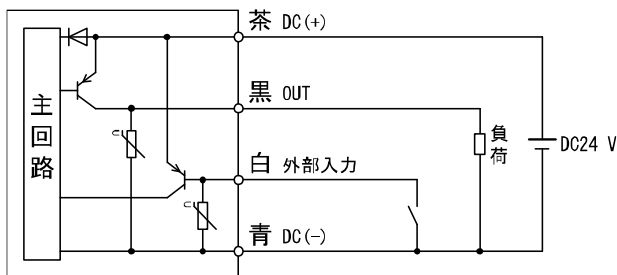 茶 DC(+)
主回路
黒 OUT
負荷
DC24 V
白 外部入力
青 DC(-)